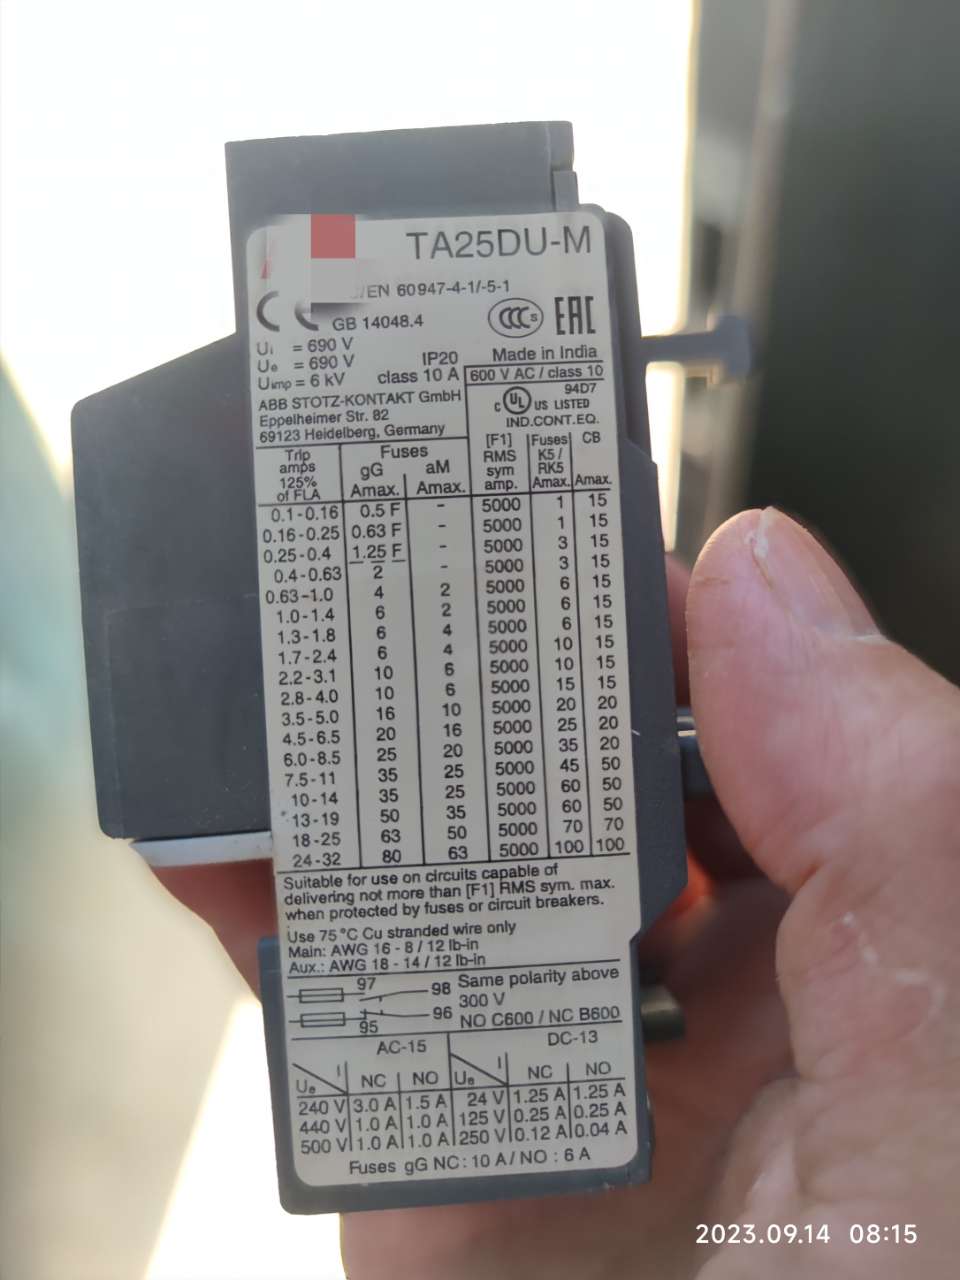 TA25DU-M
/EN 60947-4-1/-5-1
GB 14048.4
CCC S
EAC
Ui = 690 V
Ue = 690 V
Uimp = 6 kV
IP20
class 10 A
Made in India
600 V AC / class 10
ABB STOTZ-KONTAKT GmbH
Eppelheimer Str. 82
69123 Heidelberg, Germany
94D7
C UL US LISTED
IND.CONT.EQ.
Trip amps 125% of FLA | Fuses gG Amax. | aM Amax. | [F1] RMS sym amp. | Fuses K5 / RK5 Amax. | CB Amax.
0.1-0.16 0.5 F - 5000 1 15
0.16-0.25 0.63 F - 5000 1 15
0.25-0.4 1.25 F - 5000 3 15
0.4-0.63 2 - 5000 3 15
0.63-1.0 4 2 5000 6 15
1.0-1.4 6 2 5000 6 15
1.3-1.8 6 4 5000 6 15
1.7-2.4 6 4 5000 10 15
2.2-3.1 10 6 5000 10 15
2.8-4.0 10 6 5000 15 15
3.5-5.0 16 10 5000 20 20
4.5-6.5 20 16 5000 25 20
6.0-8.5 25 20 5000 35 20
7.5-11 35 25 5000 45 50
10-14 35 25 5000 60 50
13-19 50 35 5000 60 50
18-25 63 50 5000 70 70
24-32 80 63 5000 100 100
Suitable for use on circuits capable of
delivering not more than [F1] RMS sym. max.
when protected by fuses or circuit breakers.
Use 75°C Cu stranded wire only
Main: AWG 16 - 8 / 12 lb-in
Aux.: AWG 18 - 14 / 12 lb-in
97 98 Same polarity above
300 V
95 96 NO C600 / NC B600
AC-15 DC-13
Ue I NC NO Ue I NC NO
240 V 3.0 A 1.5 A 24 V 1.25 A 1.25 A
440 V 1.0 A 1.0 A 125 V 0.25 A 0.25 A
500 V 1.0 A 1.0 A 250 V 0.12 A 0.04 A
Fuses gG NC: 10 A / NO : 6 A
2023.09.14 08:15